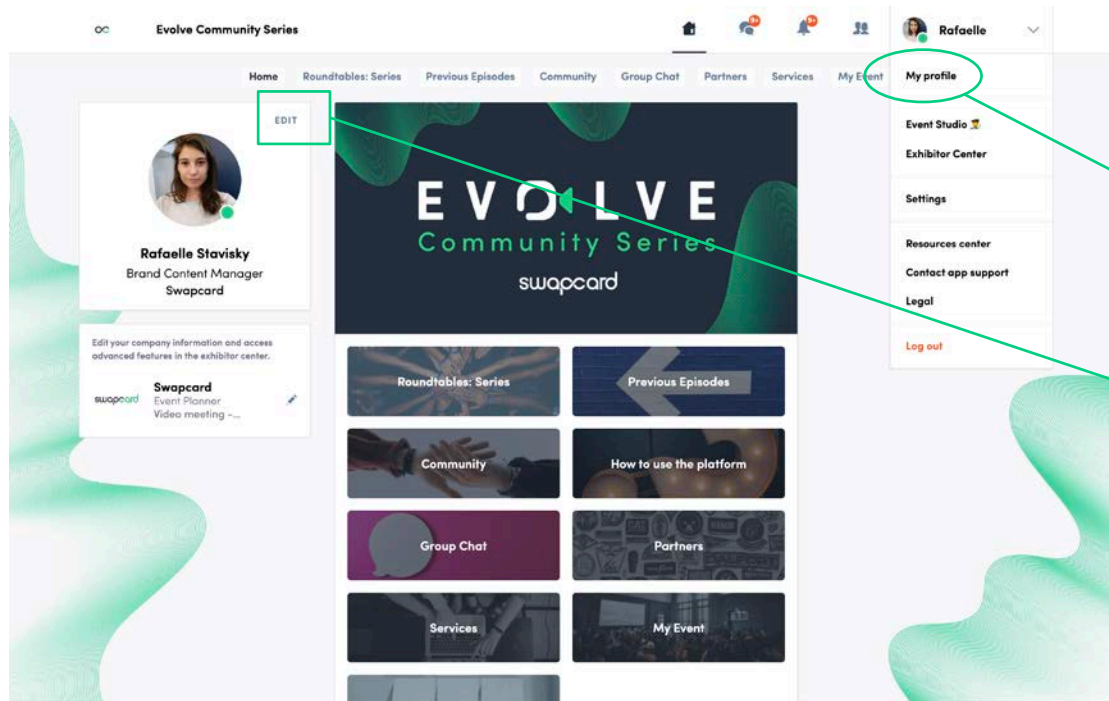 Evolve Community Series
9+
9+
Rafaelle
Home Roundtables: Series Previous Episodes Community Group Chat Partners Services My Event
My profile
Event Studio
Exhibitor Center
Settings
Resources center
Contact app support
Legal
Log out
EDIT
Rafaelle Stavisky
Brand Content Manager
Swapcard
Edit your company information and access
advanced features in the exhibitor center.
swapcard
Swapcard
Event Planner
Video meeting -...
EVOLVE
Community Series
swapcard
Roundtables: Series
Previous Episodes
Community
How to use the platform
Group Chat
Partners
Services
My Event